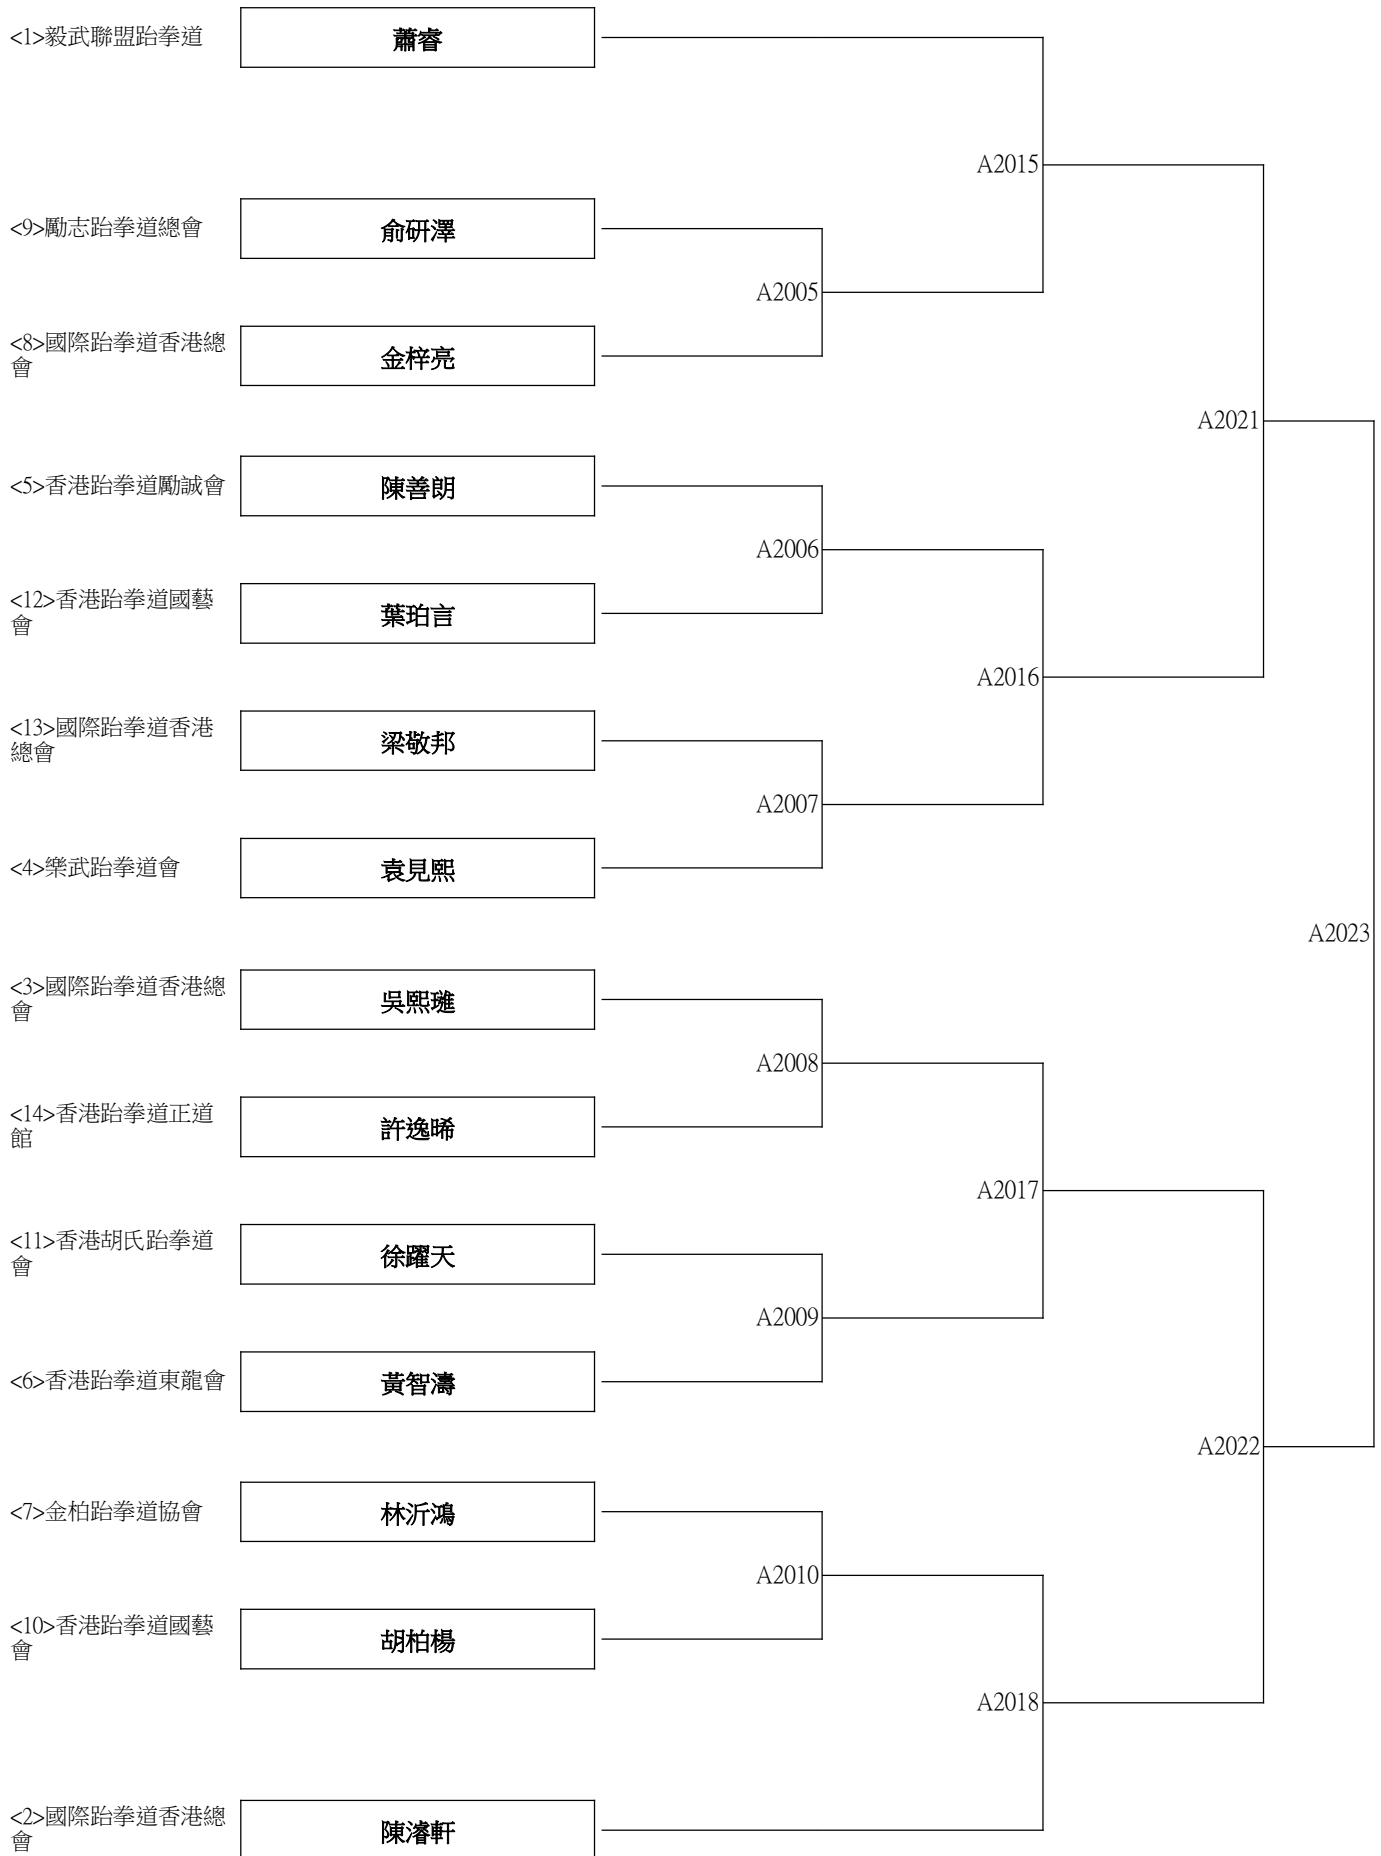 <1>毅武聯盟跆拳道
蕭睿
A2015
<9>勵志跆拳道總會
俞研澤
A2005
<8>國際跆拳道香港總
會
金梓亮
A2021
<5>香港跆拳道勵誠會
陳善朗
A2006
<12>香港跆拳道國藝
會
葉珀言
A2016
<13>國際跆拳道香港
總會
梁敬邦
A2007
<4>樂武跆拳道會
袁見熙
A2023
<3>國際跆拳道香港總
會
吳熙琟
A2008
<14>香港跆拳道正道
館
許逸晞
A2017
<11>香港胡氏跆拳道
會
徐躍天
A2009
<6>香港跆拳道東龍會
黃智濤
A2022
<7>金柏跆拳道協會
林沂鴻
A2010
<10>香港跆拳道國藝
會
胡柏楊
A2018
<2>國際跆拳道香港總
會
陳濬軒